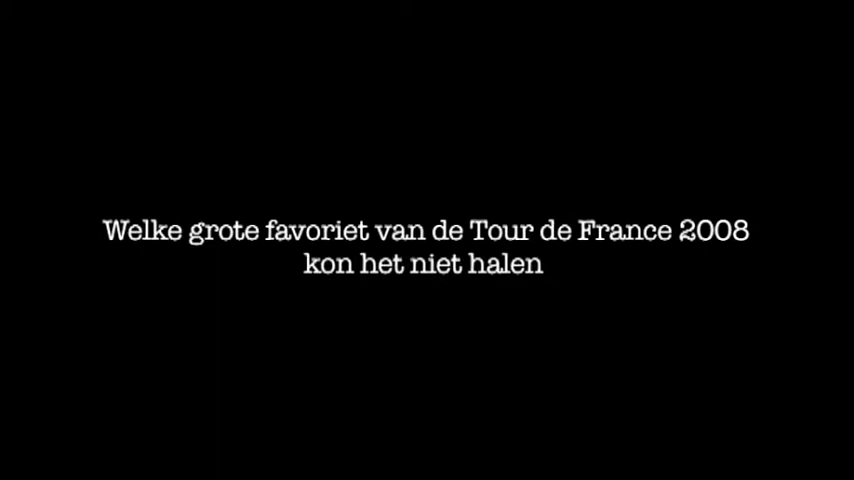 Welke grote favoriet van de Tour de France 2008
kon het niet halen